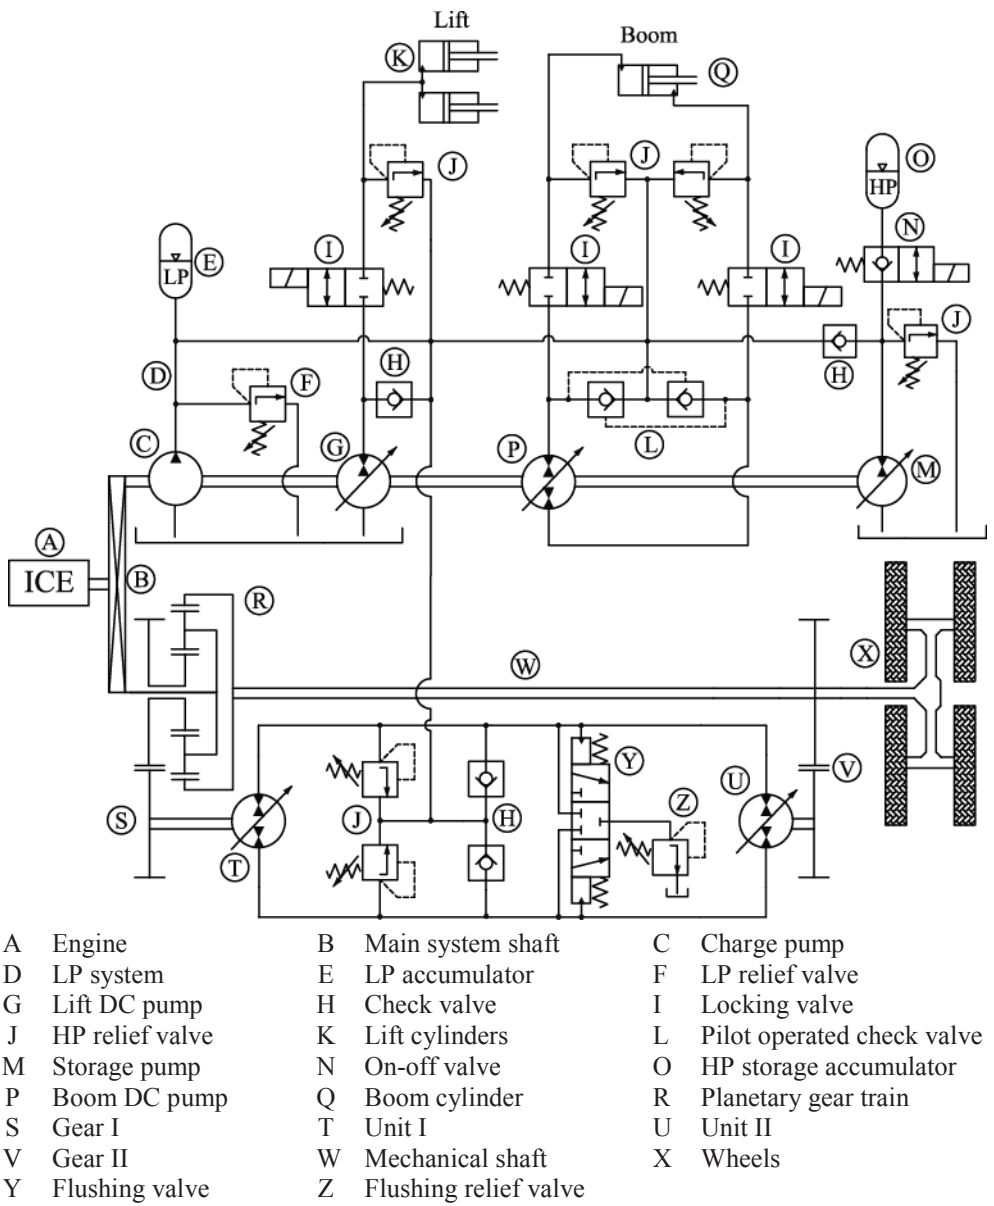 Lift
Boom
K
Q
J
J
O
HP
I
I
I
N
LP
E
J
D
F
H
H
C
G
P
L
M
A
ICE
B
R
W
X
Y
U
V
Z
S
J
H
T
A Engine B Main system shaft C Charge pump
D LP system E LP accumulator F LP relief valve
G Lift DC pump H Check valve I Locking valve
J HP relief valve K Lift cylinders L Pilot operated check valve
M Storage pump N On-off valve O HP storage accumulator
P Boom DC pump Q Boom cylinder R Planetary gear train
S Gear I T Unit I U Unit II
V Gear II W Mechanical shaft X Wheels
Y Flushing valve Z Flushing relief valve